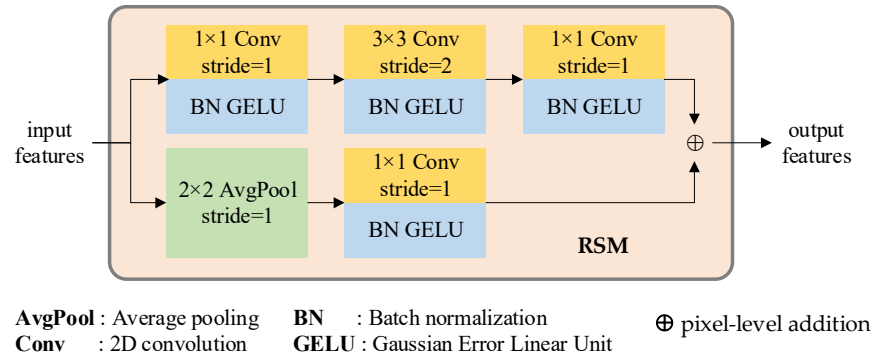 1×1 Conv
stride=1
BN GELU
3×3 Conv
stride=2
BN GELU
1×1 Conv
stride=1
BN GELU
input
features
⊕
output
features
2×2 AvgPool
stride=1
1×1 Conv
stride=1
BN GELU
RSM
AvgPool : Average pooling
BN : Batch normalization
⊕ pixel-level addition
Conv : 2D convolution
GELU : Gaussian Error Linear Unit